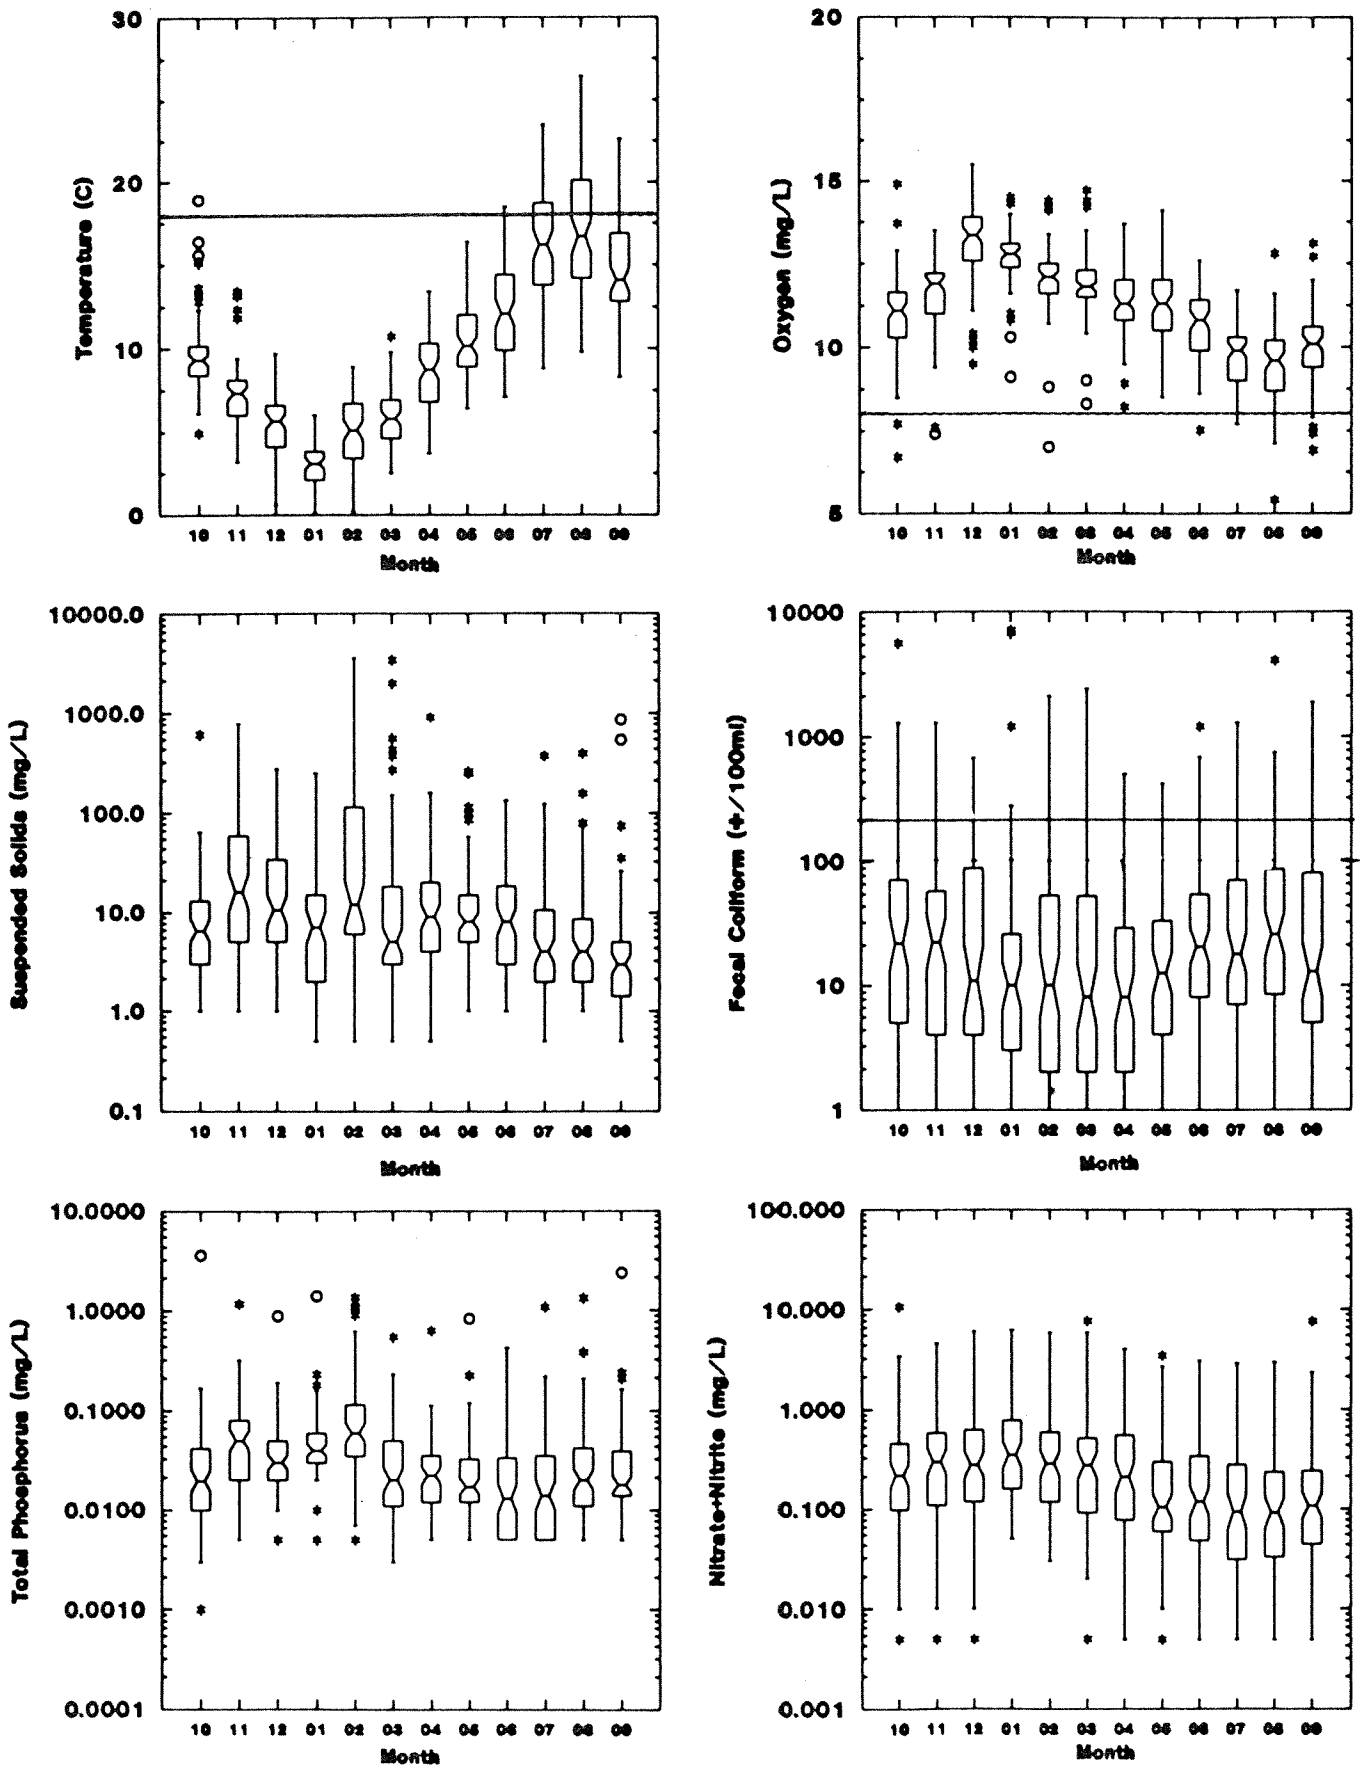 30
20
10
0
Temperature (C)
10 11 12 01 02 03 04 05 06 07 08 09
Month
20
15
10
5
Oxygen (mg/L)
10 11 12 01 02 03 04 05 06 07 08 09
Month
10000.0
1000.0
100.0
10.0
1.0
0.1
Suspended Solids (mg/L)
10 11 12 01 02 03 04 05 06 07 08 09
Month
10000
1000
100
10
1
Fecal Coliform (#/100ml)
10 11 12 01 02 03 04 05 06 07 08 09
Month
10.0000
1.0000
0.1000
0.0100
0.0010
0.0001
Total Phosphorus (mg/L)
10 11 12 01 02 03 04 05 06 07 08 09
Month
100.000
10.000
1.000
0.100
0.010
0.001
Nitrate+Nitrite (mg/L)
10 11 12 01 02 03 04 05 06 07 08 09
Month